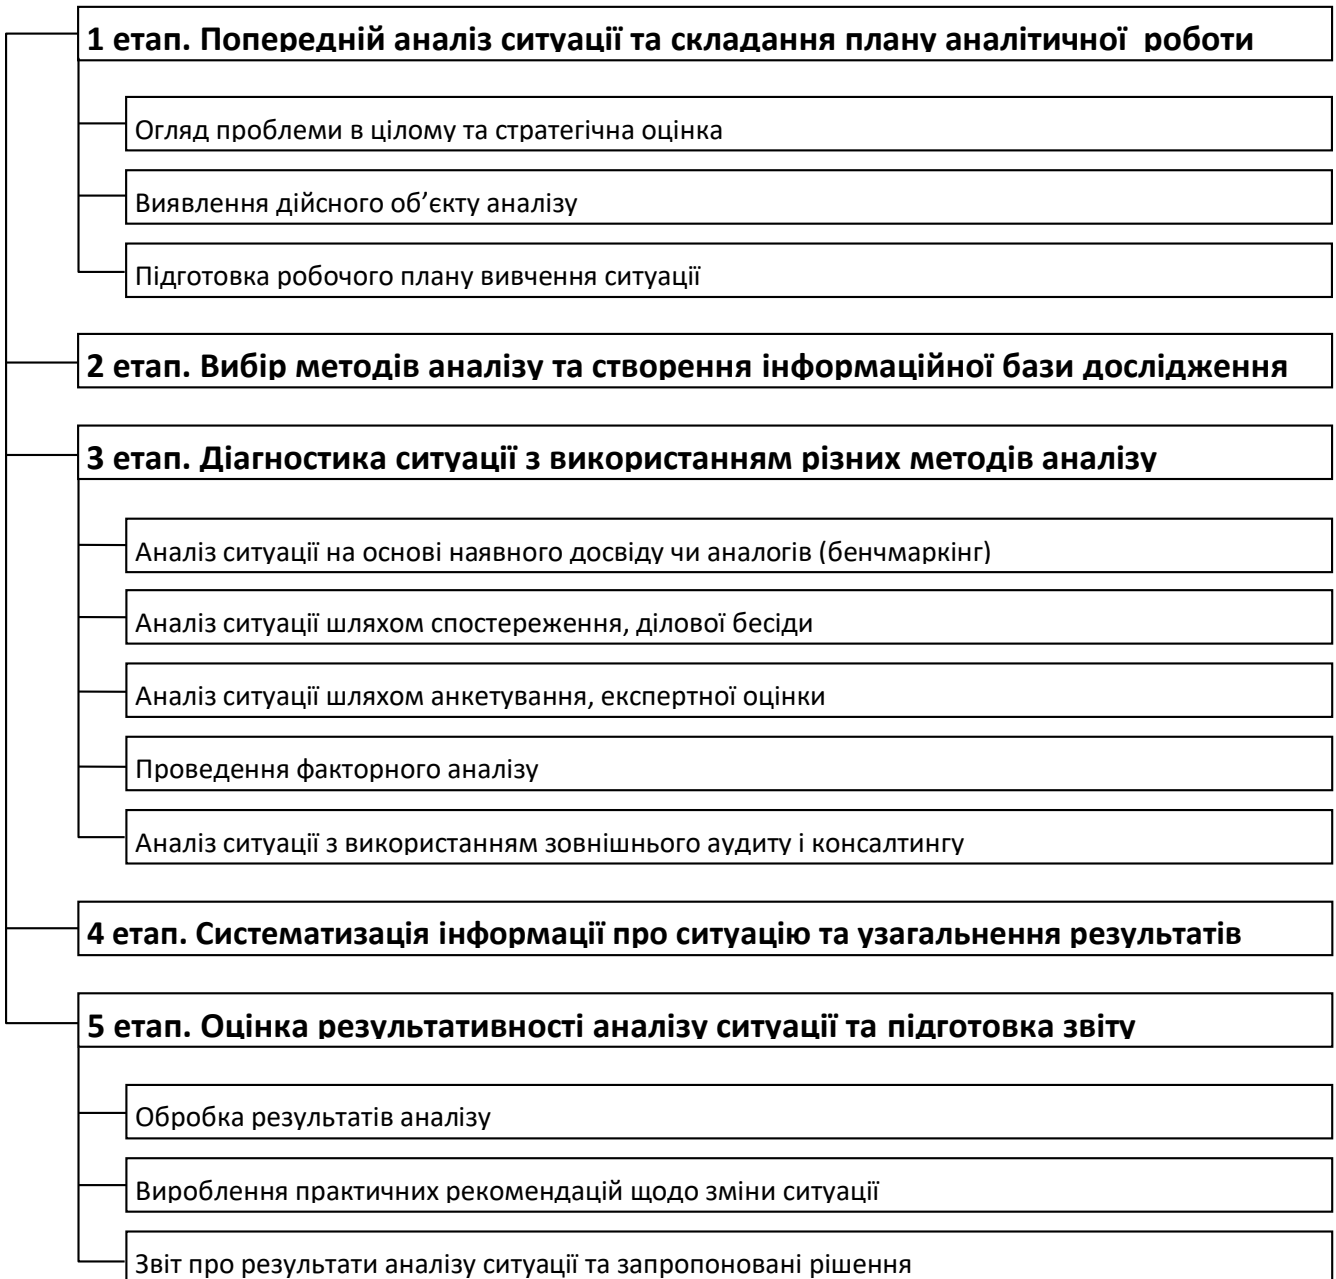 1 етап. Попередній аналіз ситуації та складання плану аналітичної роботи
Огляд проблеми в цілому та стратегічна оцінка
Виявлення дійсного об’єкту аналізу
Підготовка робочого плану вивчення ситуації
2 етап. Вибір методів аналізу та створення інформаційної бази дослідження
3 етап. Діагностика ситуації з використанням різних методів аналізу
Аналіз ситуації на основі наявного досвіду чи аналогів (бенчмаркінг)
Аналіз ситуації шляхом спостереження, ділової бесіди
Аналіз ситуації шляхом анкетування, експертної оцінки
Проведення факторного аналізу
Аналіз ситуації з використанням зовнішнього аудиту і консалтингу
4 етап. Систематизація інформації про ситуацію та узагальнення результатів
5 етап. Оцінка результативності аналізу ситуації та підготовка звіту
Обробка результатів аналізу
Вироблення практичних рекомендацій щодо зміни ситуації
Звіт про результати аналізу ситуації та запропоновані рішення